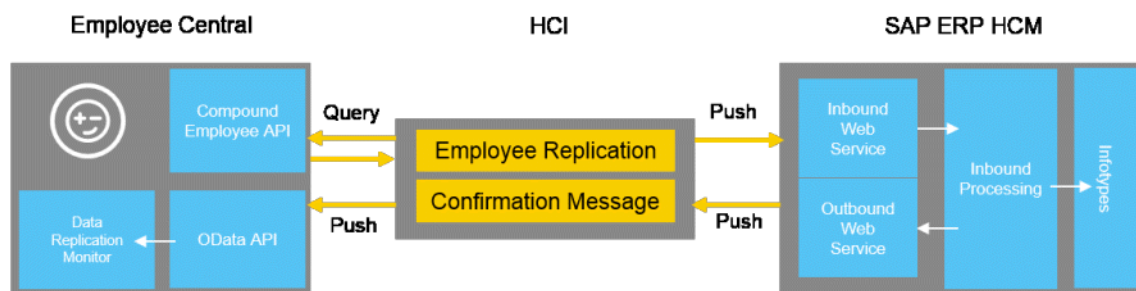 Employee Central
HCI
SAP ERP HCM
Compound
Employee API
Query
Push
Inbound
Web
Service
Employee Replication
Confirmation Message
Inbound
Processing
Infotypes
Data
Replication
Monitor
OData API
Push
Push
Outbound
Web
Service